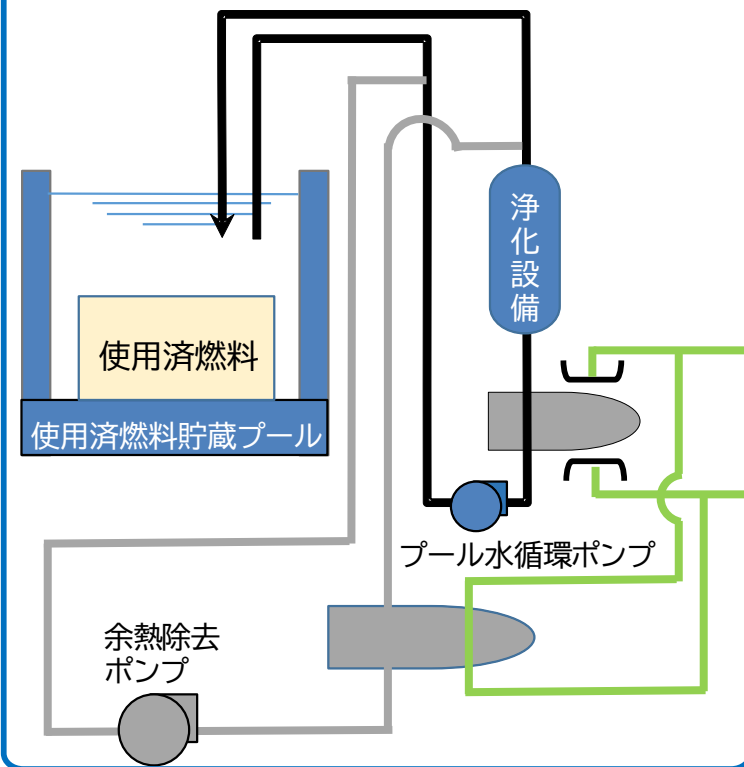 浄化設備
使用済燃料
使用済燃料貯蔵プール
プール水循環ポンプ
余熱除去
ポンプ